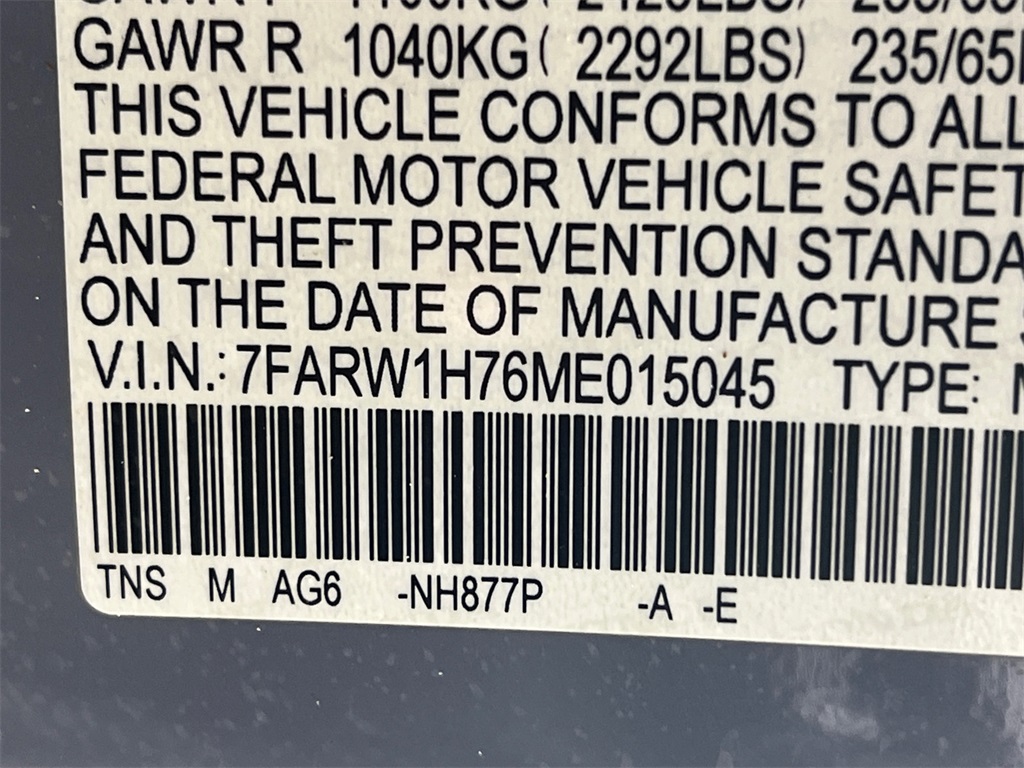 GAWR R 1040KG( 2292LBS) 235/65
THIS VEHICLE CONFORMS TO ALL
FEDERAL MOTOR VEHICLE SAFET
AND THEFT PREVENTION STANDA
ON THE DATE OF MANUFACTURE
V.I.N.: 7FARW1H76ME015045 TYPE:
TNS M AG6 -NH877P -A -E